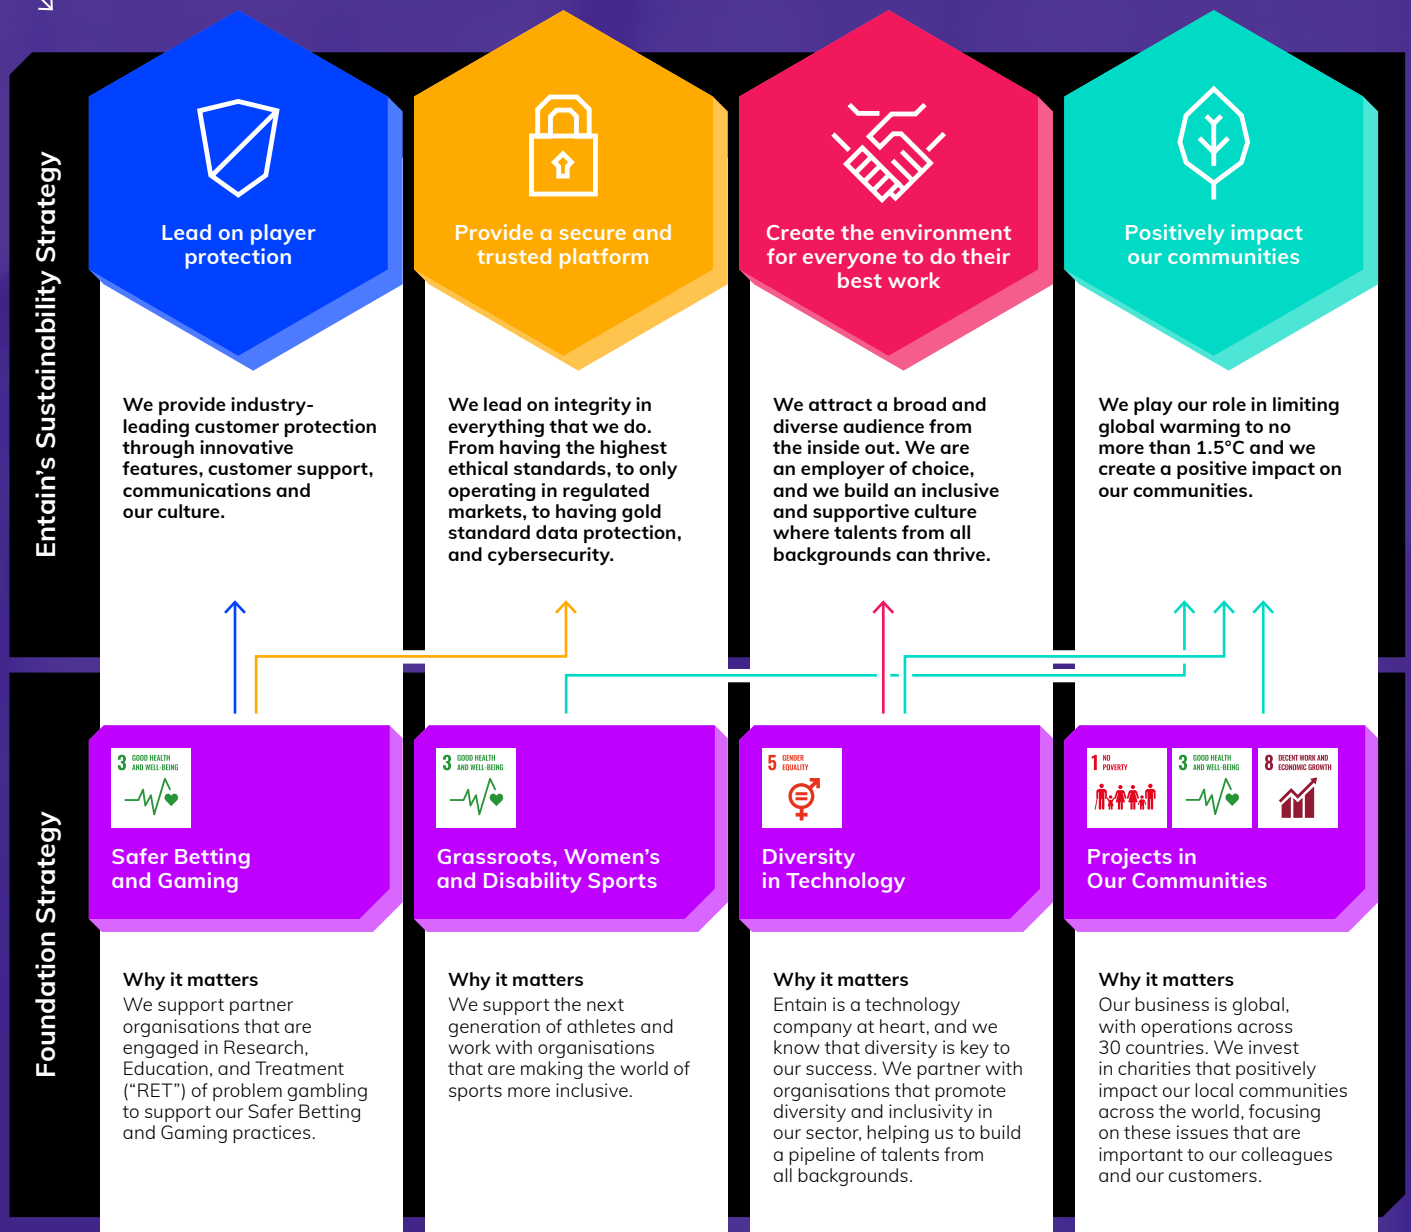 Entain's Sustainability Strategy
Lead on player
protection
We provide industry-
leading customer protection
through innovative
features, customer support,
communications and
our culture.
Provide a secure and
trusted platform
We lead on integrity in
everything that we do.
From having the highest
ethical standards, to only
operating in regulated
markets, to having gold
standard data protection,
and cybersecurity.
Create the environment
for everyone to do their
best work
We attract a broad and
diverse audience from
the inside out. We are
an employer of choice,
and we build an inclusive
and supportive culture
where talents from all
backgrounds can thrive.
Positively impact
our communities
We play our role in limiting
global warming to no
more than 1.5°C and we
create a positive impact on
our communities.
Foundation Strategy
3 GOOD HEALTH
AND WELL-BEING
Safer Betting
and Gaming
Why it matters
We support partner
organisations that are
engaged in Research,
Education, and Treatment
(“RET”) of problem gambling
to support our Safer Betting
and Gaming practices.
3 GOOD HEALTH
AND WELL-BEING
Grassroots, Women's
and Disability Sports
Why it matters
We support the next
generation of athletes and
work with organisations
that are making the world of
sports more inclusive.
5 GENDER
EQUALITY
Diversity
in Technology
Why it matters
Entain is a technology
company at heart, and we
know that diversity is key to
our success. We partner with
organisations that promote
diversity and inclusivity in
our sector, helping us to build
a pipeline of talents from
all backgrounds.
1 NO
POVERTY
3 GOOD HEALTH
AND WELL-BEING
8 DECENT WORK AND
ECONOMIC GROWTH
Projects in
Our Communities
Why it matters
Our business is global,
with operations across
30 countries. We invest
in charities that positively
impact our local communities
across the world, focusing
on these issues that are
important to our colleagues
and our customers.